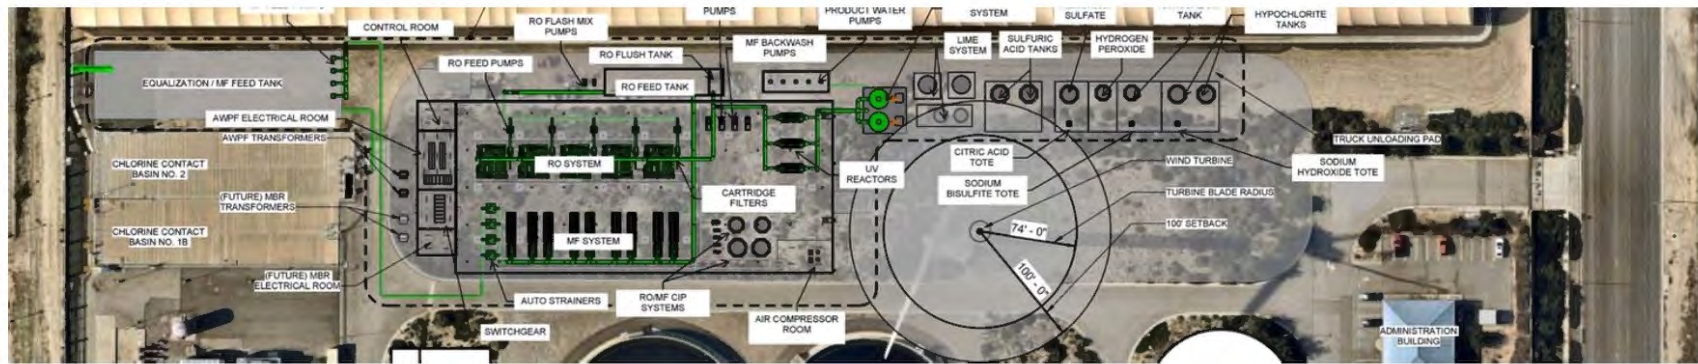 CONTROL ROOM
RO FLASH MIX
PUMPS
PUMPS
PRODUCT WATER
PUMPS
SYSTEM
SULFATE
TANK
HYPOCHLORITE
TANKS
RO FEED PUMPS
RO FLUSH TANK
MF BACKWASH
PUMPS
LIME
SYSTEM
SULFURIC
ACID TANKS
HYDROGEN
PEROXIDE
EQUALIZATION / MF FEED TANK
RO FEED TANK
AWPF ELECTRICAL ROOM
AWPF TRANSFORMERS
CHLORINE CONTACT
BASIN NO. 2
RO SYSTEM
UV
REACTORS
CITRIC ACID
TOTE
WIND TURBINE
TRUCK UNLOADING PAD
SODIUM
HYDROXIDE TOTE
SODIUM
BISULFITE TOTE
CARTRIDGE
FILTERS
TURBINE BLADE RADIUS
(FUTURE) MBR
TRANSFORMERS
CHLORINE CONTACT
BASIN NO. 1B
MF SYSTEM
74' - 0"
100' SETBACK
100' - 0"
(FUTURE) MBR
ELECTRICAL ROOM
AUTO STRAINERS
RO/MF CIP
SYSTEMS
AIR COMPRESSOR
ROOM
SWITCHGEAR
ADMINISTRATION
BUILDING